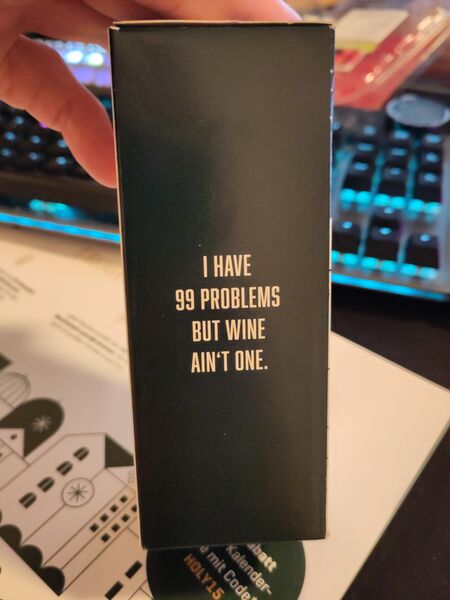 I HAVE
99 PROBLEMS
BUT WINE
AIN‘T ONE.
Kalender-
mit Code
HOLY15